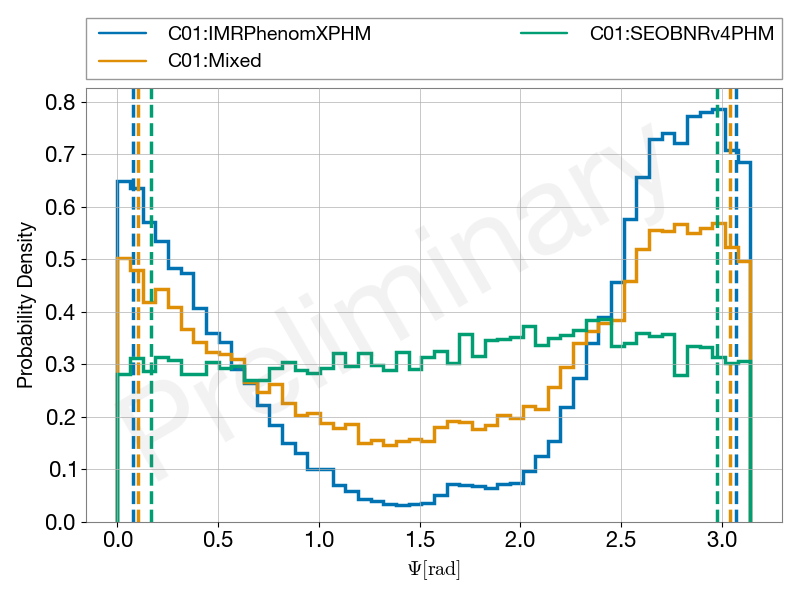 C01:IMRPhenomXPHM
C01:Mixed
C01:SEOBNRv4PHM
Probability Density
0.8
0.7
0.6
0.5
0.4
0.3
0.2
0.1
0.0
Preliminary
0.0 0.5 1.0 1.5 2.0 2.5 3.0
Ψ[rad]